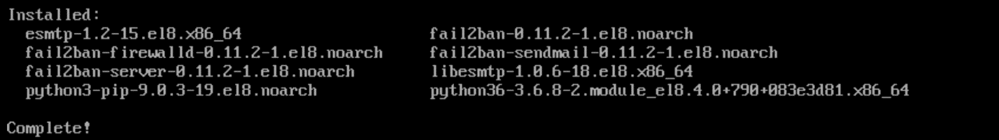 Installed:
esmtp-1.2-15.el8.x86_64 fail2ban-0.11.2-1.el8.noarch
fail2ban-firewalld-0.11.2-1.el8.noarch fail2ban-sendmail-0.11.2-1.el8.noarch
fail2ban-server-0.11.2-1.el8.noarch libesmtp-1.0.6-18.el8.x86_64
python3-pip-9.0.3-19.el8.noarch python36-3.6.8-2.module_el8.4.0+790+083e3d81.x86_64
Complete!